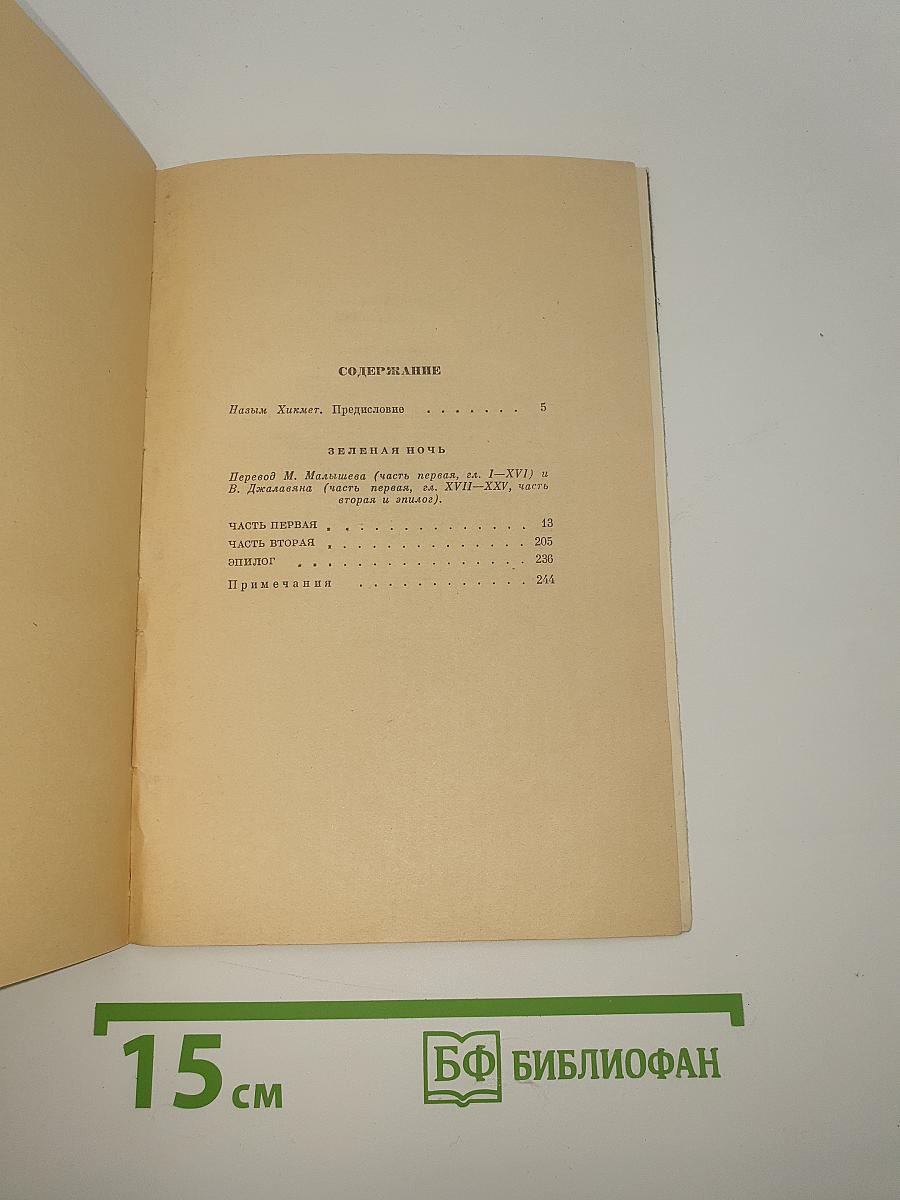 СОДЕРЖАНИЕ
Назым Хикмет. Предисловие . . . . . . . 5
ЗЕЛЕНАЯ НОЧЬ
Перевод М. Малышева (часть первая, гл. I—XVI) и
В. Джалавяна (часть первая, гл. XVII—XXV, часть
вторая и эпилог).
ЧАСТЬ ПЕРВАЯ . . . . . . . . . . . . . 13
ЧАСТЬ ВТОРАЯ . . . . . . . . . . . . . 205
ЭПИЛОГ . . . . . . . . . . . . . . 236
Примечания . . . . . . . . . . . 244
15 см
БФ БИБЛИОФАН